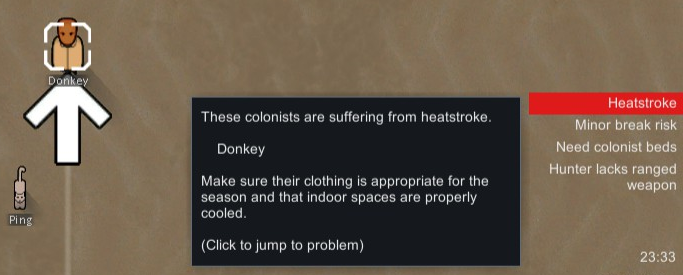 Donkey
Ping
These colonists are suffering from heatstroke.
Donkey
Make sure their clothing is appropriate for the
season and that indoor spaces are properly
cooled.
(Click to jump to problem)
Heatstroke
Minor break risk
Need colonist beds
Hunter lacks ranged
weapon
23:33